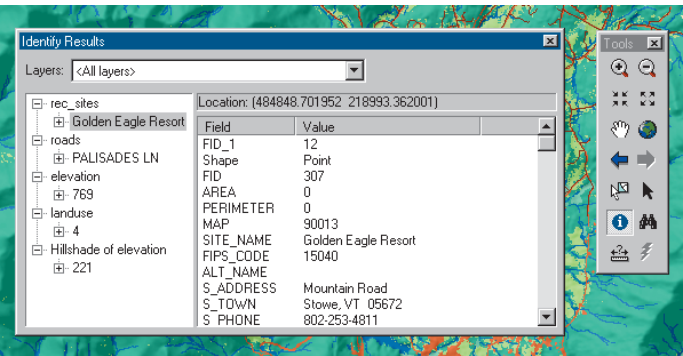 Identify Results
Tools
Layers: <All layers>
rec_sites
Golden Eagle Resort
roads
PALISADES LN
elevation
769
landuse
4
Hillshade of elevation
221
Location: (484848.701952 218993.362001)
Field Value
FID_1 12
Shape Point
FID 307
AREA 0
PERIMETER 0
MAP 90013
SITE_NAME Golden Eagle Resort
FIPS_CODE 15040
ALT_NAME
S_ADDRESS Mountain Road
S_TOWN Stowe, VT 05672
S_PHONE 802-253-4811